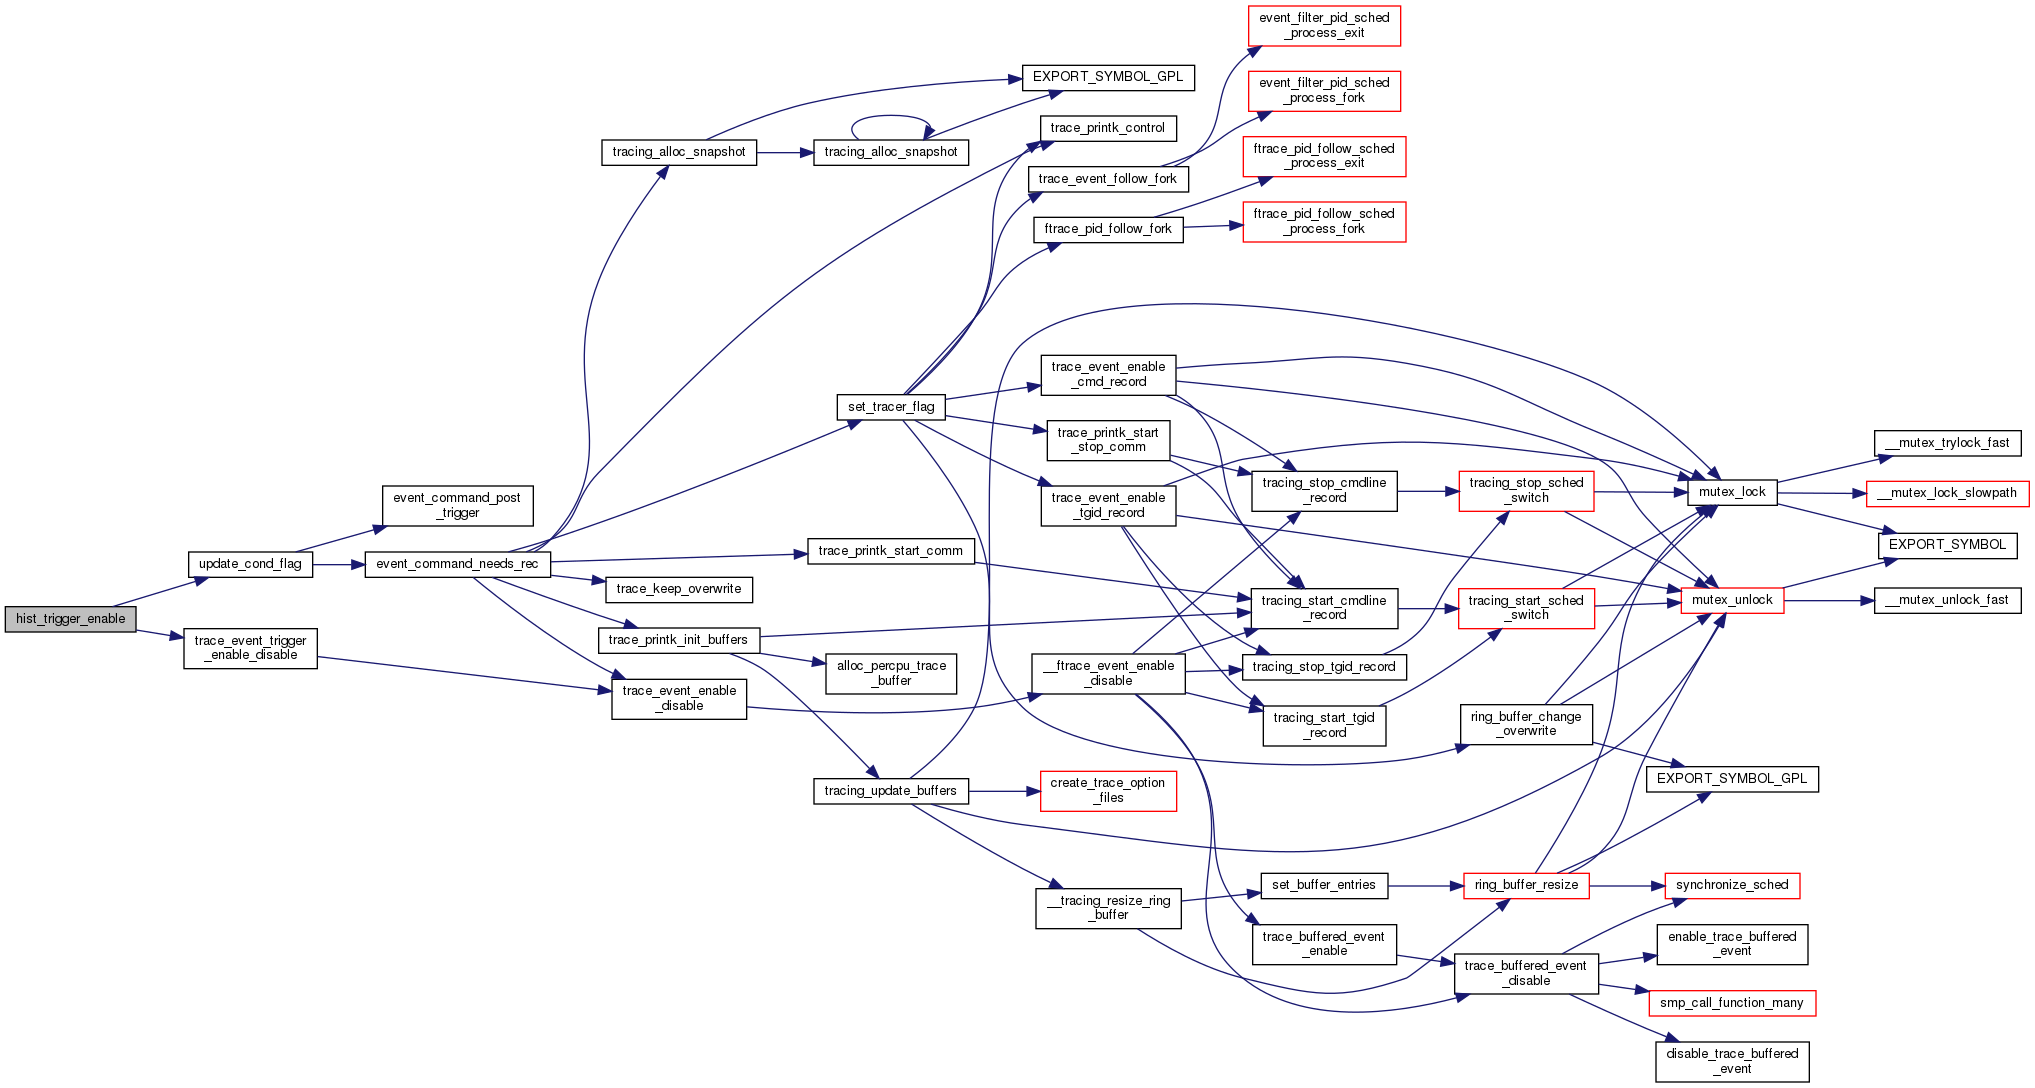 hist_trigger_enable
update_cond_flag
trace_event_trigger
_enable_disable
event_command_post
_trigger
event_command_needs_rec
tracing_alloc_snapshot
trace_printk_start_comm
trace_keep_overwrite
trace_printk_init_buffers
trace_event_enable
_disable
tracing_alloc_snapshot
set_tracer_flag
alloc_percpu_trace
_buffer
tracing_update_buffers
EXPORT_SYMBOL_GPL
trace_printk_control
trace_event_follow_fork
ftrace_pid_follow_fork
trace_event_enable
_cmd_record
trace_printk_start
_stop_comm
trace_event_enable
_tgid_record
__ftrace_event_enable
_disable
create_trace_option
_files
__tracing_resize_ring
_buffer
event_filter_pid_sched
_process_exit
event_filter_pid_sched
_process_fork
ftrace_pid_follow_sched
_process_exit
ftrace_pid_follow_sched
_process_fork
tracing_stop_cmdline
_record
tracing_start_cmdline
_record
tracing_stop_tgid_record
tracing_start_tgid
_record
set_buffer_entries
trace_buffered_event
_enable
tracing_stop_sched
_switch
tracing_start_sched
_switch
ring_buffer_change
_overwrite
ring_buffer_resize
trace_buffered_event
_disable
mutex_lock
mutex_unlock
EXPORT_SYMBOL_GPL
synchronize_sched
enable_trace_buffered
_event
smp_call_function_many
disable_trace_buffered
_event
__mutex_trylock_fast
__mutex_lock_slowpath
EXPORT_SYMBOL
__mutex_unlock_fast